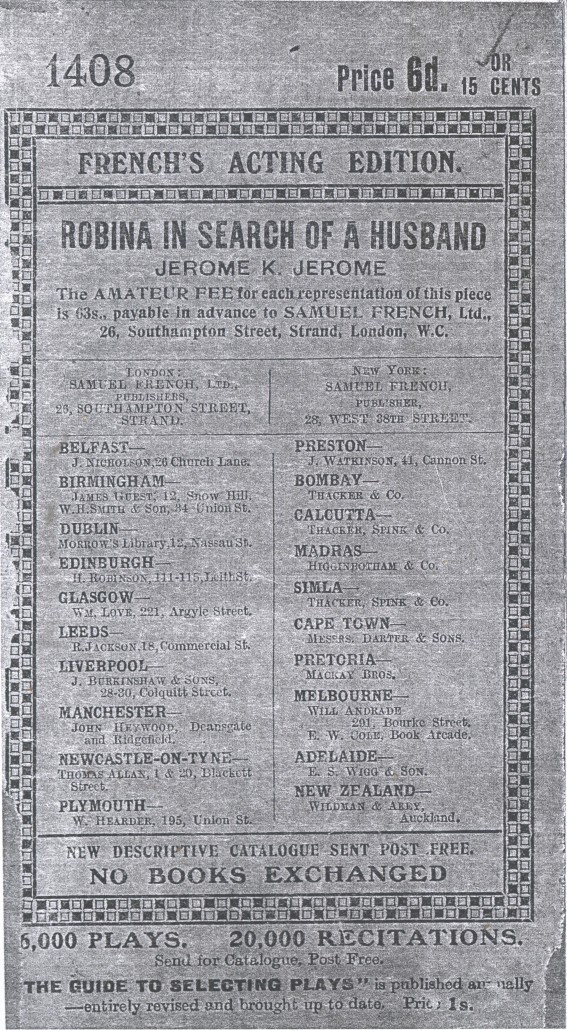 1408
Price 6d. OR 15 CENTS
FRENCH'S ACTING EDITION.
ROBINA IN SEARCH OF A HUSBAND
JEROME K. JEROME
The AMATEUR FEE for each representation of this piece
is 63s., payable in advance to SAMUEL FRENCH, Ltd.,
26, Southampton Street, Strand, London, W.C.
LONDON:
SAMUEL FRENCH, LTD.,
PUBLISHERS,
26, SOUTHAMPTON STREET,
STRAND.
NEW YORK:
SAMUEL FRENCH,
PUBLISHER,
28, WEST 38TH STREET.
BELFAST—
J. NICHOLSON, 26 Church Lane.
BIRMINGHAM—
JAMES GUEST, 12, Snow Hill.
W.H. SMITH & Son, 34 Union St.
DUBLIN—
MORROW'S Library, 12, Nassau St.
EDINBURGH—
H. ROBINSON, 111-115, Leith St.
GLASGOW—
WM. LOVE, 221, Argyle Street.
LEEDS—
R. JACKSON, 18, Commercial St.
LIVERPOOL—
J. BURKINSHAW & SONS,
28-30, Colquitt Street.
MANCHESTER—
JOHN HEYWOOD, Deansgate
and Ridgefield.
NEWCASTLE-ON-TYNE—
THOMAS ALLAN, 1 & 20, Blackett
Street.
PLYMOUTH—
W. HEARDER, 195, Union St.
PRESTON—
J. WATKINSON, 41, Cannon St.
BOMBAY—
THACKER & Co.
CALCUTTA—
THACKER, SPINK & Co.
MADRAS—
HIGGINBOTHAM & Co.
SIMLA—
THACKER, SPINK & Co.
CAPE TOWN—
MESSRS. DARTER & SONS.
PRETORIA—
MACKAY BROS.
MELBOURNE—
WILL ANDRADE
291, Bourke Street.
E. W. COLE, Book Arcade.
ADELAIDE—
E. S. WIGG & SON.
NEW ZEALAND—
WILDMAN & AREY,
Auckland.
NEW DESCRIPTIVE CATALOGUE SENT POST FREE.
NO BOOKS EXCHANGED
5,000 PLAYS. 20,000 RECITATIONS.
Send for Catalogue, Post Free.
THE GUIDE TO SELECTING PLAYS" is published annually
—entirely revised and brought up to date. Price 1s.